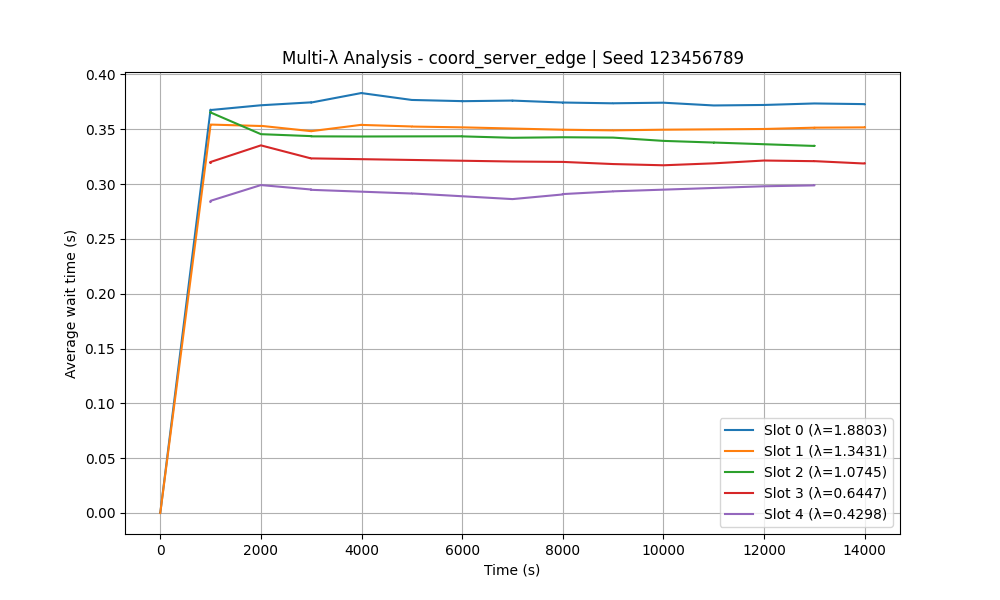 Multi-λ Analysis - coord_server_edge | Seed 123456789
Average wait time (s)
0.40
0.35
0.30
0.25
0.20
0.15
0.10
0.05
0.00
Slot 0 (λ=1.8803)
Slot 1 (λ=1.3431)
Slot 2 (λ=1.0745)
Slot 3 (λ=0.6447)
Slot 4 (λ=0.4298)
0 2000 4000 6000 8000 10000 12000 14000
Time (s)